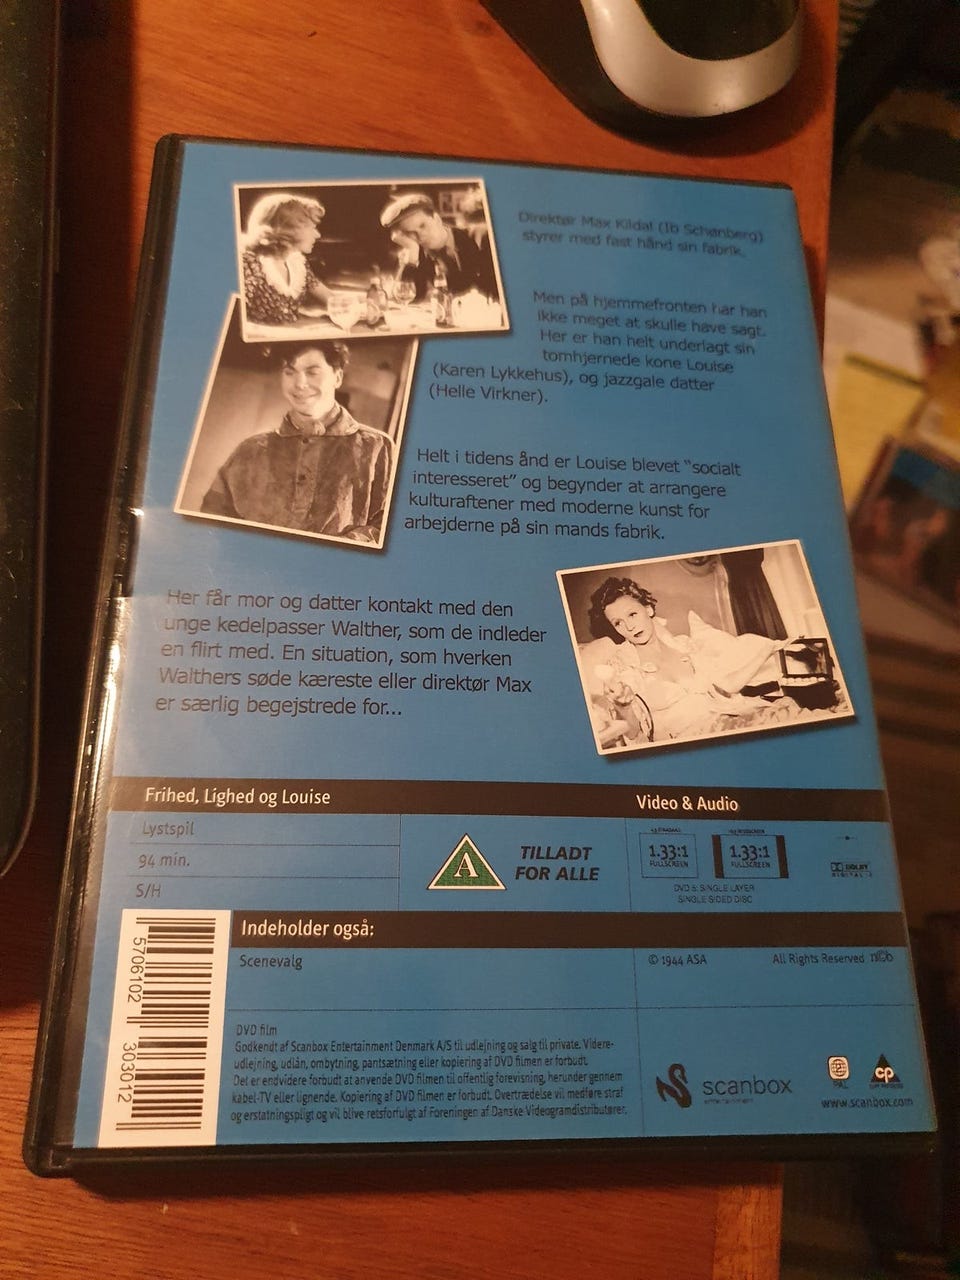 Direktør Max Kildal (Ib Schønberg)
styrer med fast hånd sin fabrik.
Men på hjemmefronten har han
ikke meget at skulle have sagt.
Her er han helt underlagt sin
tomhjernede kone Louise
(Karen Lykkehus), og jazzgale datter
(Helle Virkner).
Helt i tidens ånd er Louise blevet "socialt
interesseret" og begynder at arrangere
kulturaftener med moderne kunst for
arbejderne på sin mands fabrik.
Her får mor og datter kontakt med den
unge kedelpasser Walther, som de indleder
en flirt med. En situation, som hverken
Walthers søde kæreste eller direktør Max
er særlig begejstrede for...
Frihed, Lighed og Louise
Video & Audio
Lystspil
94 min.
S/H
A
TILLADT
FOR ALLE
1.33:1
FULLSCREEN
1.33:1
FULLSCREEN
DOLBY
DIGITAL
DVD 5: SINGLE LAYER
SINGLE SIDED DISC
Indeholder også:
Scenevalg
© 1944 ASA
All Rights Reserved ncb
DVD film
Godkendt af Scanbox Entertainment Denmark A/S til udlejning og salg til private. Videre-
udlejning, udlån, ombytning, pantsætning eller kopiering af DVD filmen er forbudt.
Det er endvidere forbudt at anvende DVD filmen til offentlig forevisning, herunder gennem
kabel-TV eller lignende. Kopiering af DVD filmen er forbudt. Overtrædelse vil medføre straf
og erstatningspligt og vil blive retsforfulgt af Foreningen af Danske Videogramdistributører.
scanbox
entertainment
PAL
cp
www.scanbox.com
5706102 303012